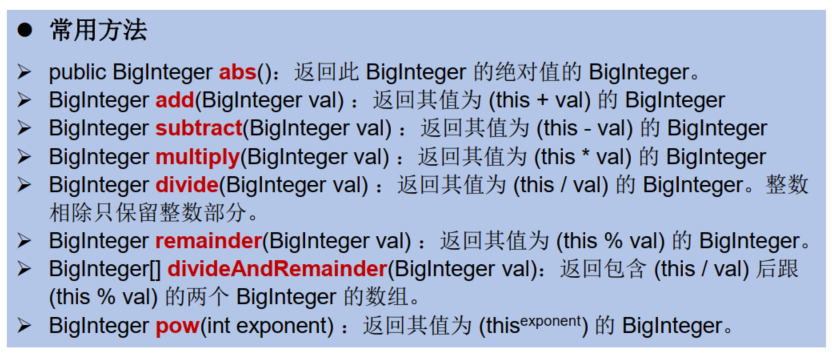 ● 常用方法
➢ public BigInteger abs()：返回此 BigInteger 的绝对值的 BigInteger。
➢ BigInteger add(BigInteger val) ：返回其值为 (this + val) 的 BigInteger
➢ BigInteger subtract(BigInteger val) ：返回其值为 (this - val) 的 BigInteger
➢ BigInteger multiply(BigInteger val) ：返回其值为 (this * val) 的 BigInteger
➢ BigInteger divide(BigInteger val) ：返回其值为 (this / val) 的 BigInteger。整数
相除只保留整数部分。
➢ BigInteger remainder(BigInteger val) ：返回其值为 (this % val) 的 BigInteger。
➢ BigInteger[] divideAndRemainder(BigInteger val)：返回包含 (this / val) 后跟
(this % val) 的两个 BigInteger 的数组。
➢ BigInteger pow(int exponent) ：返回其值为 (thisexponent) 的 BigInteger。